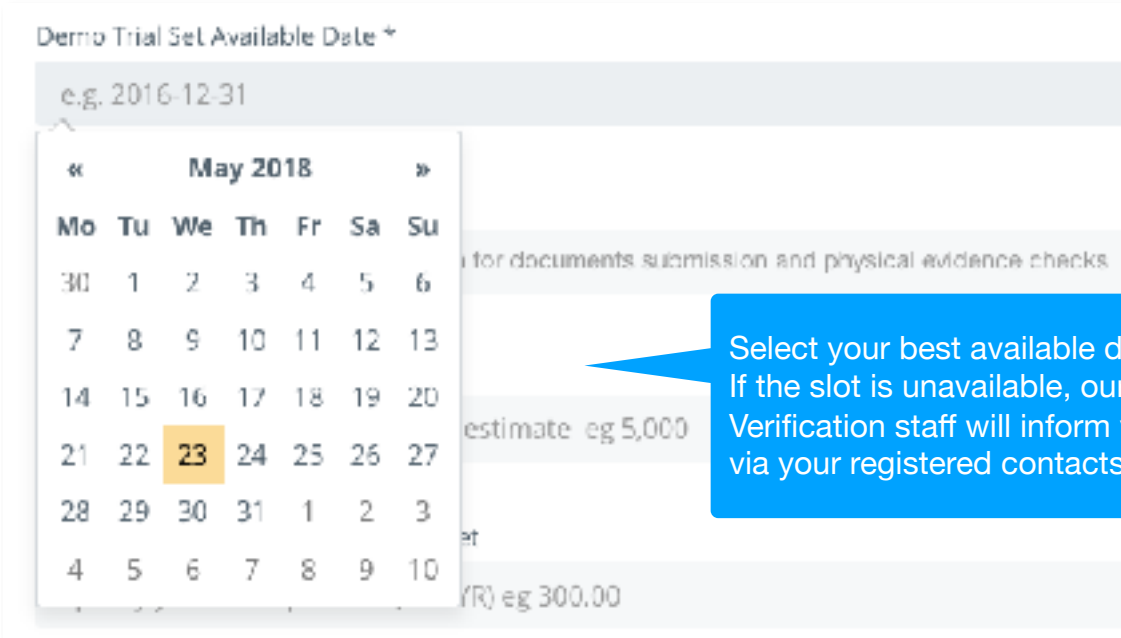 Demo Trial Set Available Date *
e.g. 2016-12-31
« May 2018 »
Mo Tu We Th Fr Sa Su
30 1 2 3 4 5 6
7 8 9 10 11 12 13
14 15 16 17 18 19 20
21 22 23 24 25 26 27
28 29 30 31 1 2 3
4 5 6 7 8 9 10
for documents submission and physical evidence checks
Select your best available
If the slot is unavailable,
Verification staff will inform
via your registered contacts
estimate eg 5,000
eg 300.00